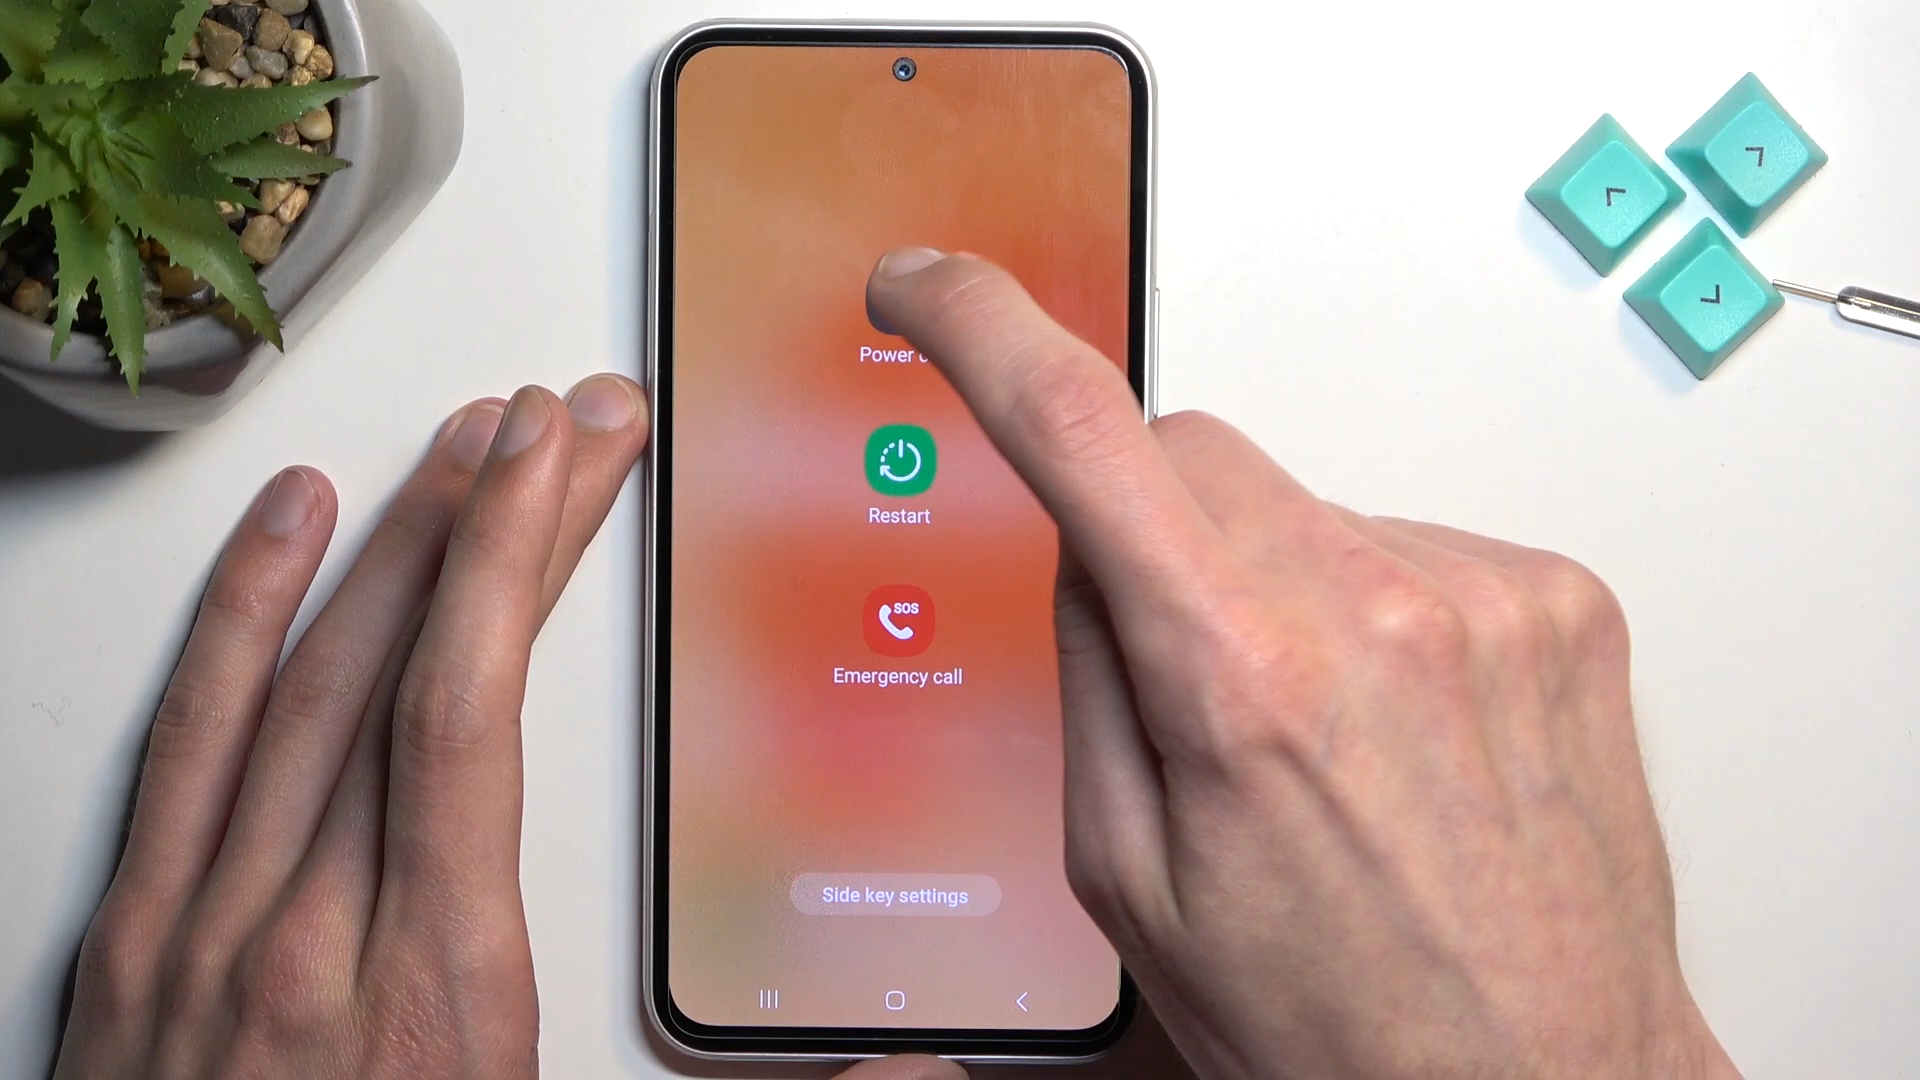 Power
Restart
SOS
Emergency call
Side key settings